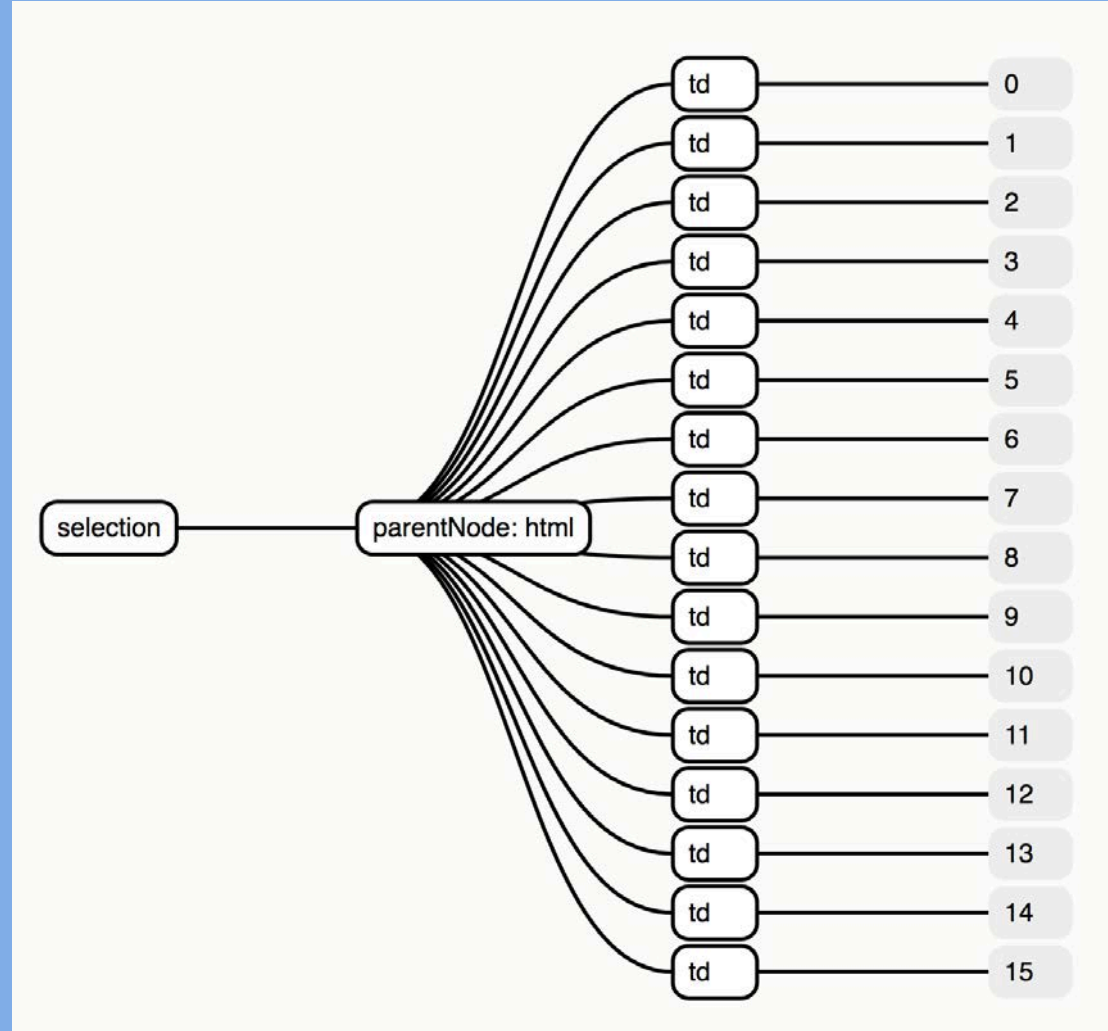 td 0
td 1
td 2
td 3
td 4
td 5
td 6
td 7
selection parentNode: html
td 8
td 9
td 10
td 11
td 12
td 13
td 14
td 15